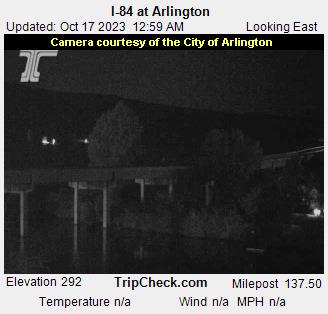 I-84 at Arlington
Updated: Oct 17 2023 12:59 AM Looking East
Camera courtesy of the City of Arlington
Elevation 292 TripCheck.com Milepost 137.50
Temperature n/a Wind n/a MPH n/a